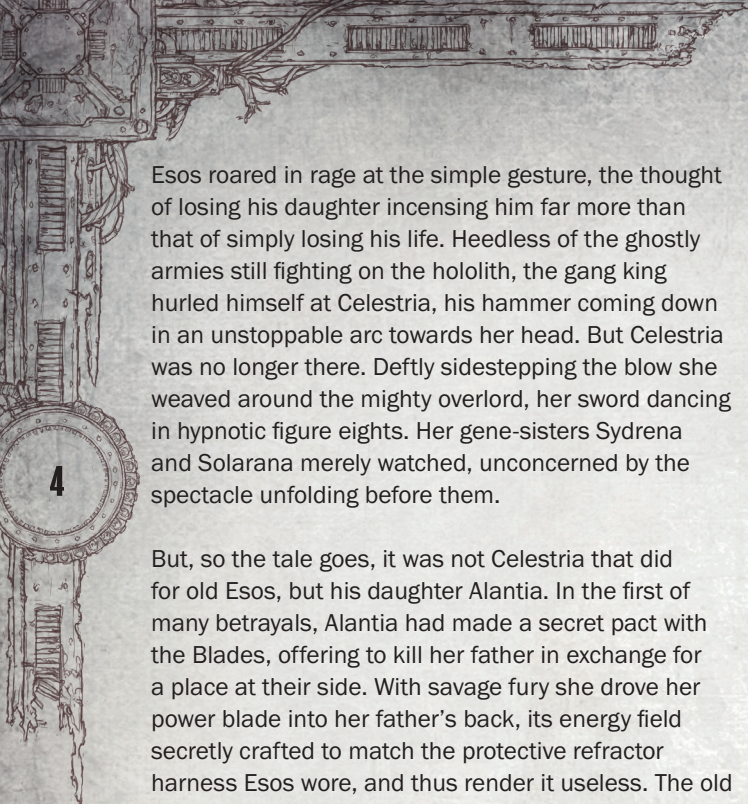 Esos roared in rage at the simple gesture, the thought
of losing his daughter incensing him far more than
that of simply losing his life. Heedless of the ghostly
armies still fighting on the hololith, the gang king
hurled himself at Celestria, his hammer coming down
in an unstoppable arc towards her head. But Celestria
was no longer there. Deftly sidestepping the blow she
weaved around the mighty overlord, her sword dancing
in hypnotic figure eights. Her gene-sisters Sydrena
and Solarana merely watched, unconcerned by the
spectacle unfolding before them.
4
But, so the tale goes, it was not Celestria that did
for old Esos, but his daughter Alantia. In the first of
many betrayals, Alantia had made a secret pact with
the Blades, offering to kill her father in exchange for
a place at their side. With savage fury she drove her
power blade into her father’s back, its energy field
secretly crafted to match the protective refractor
harness Esos wore, and thus render it useless. The old